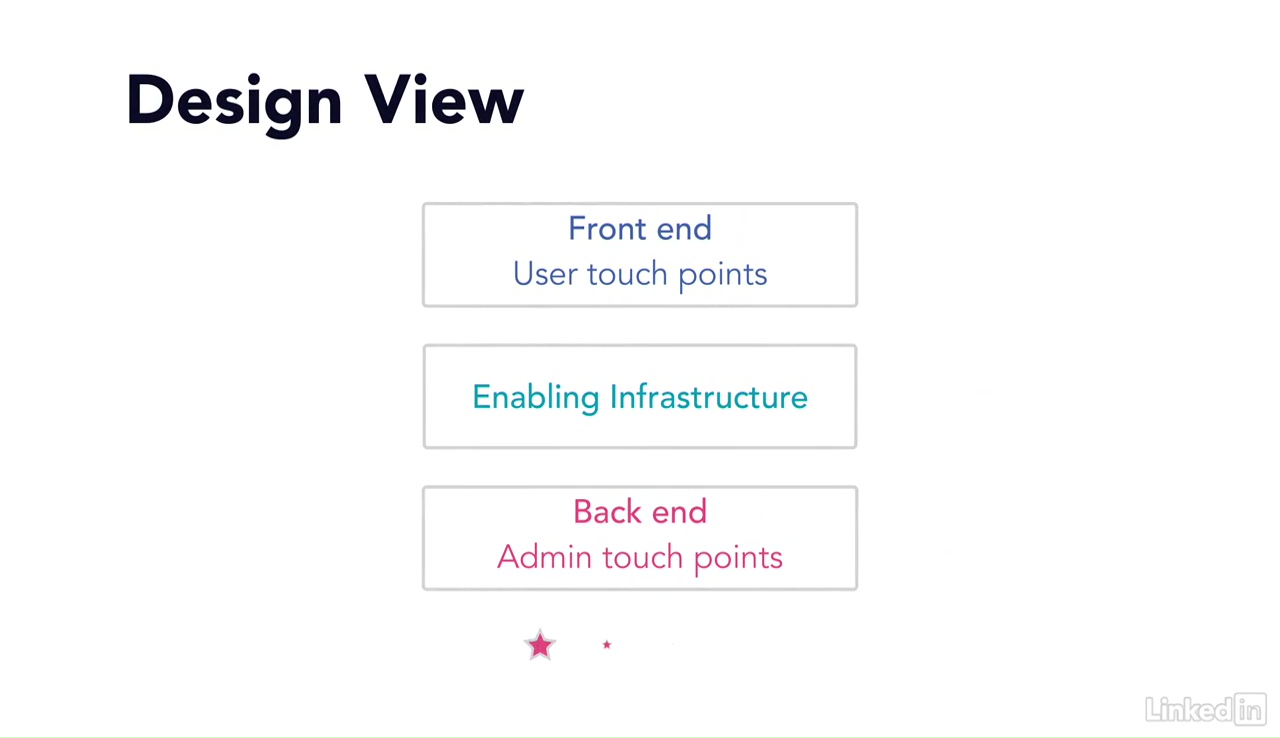 Design View
Front end
User touch points
Enabling Infrastructure
Back end
Admin touch points
LinkedIn